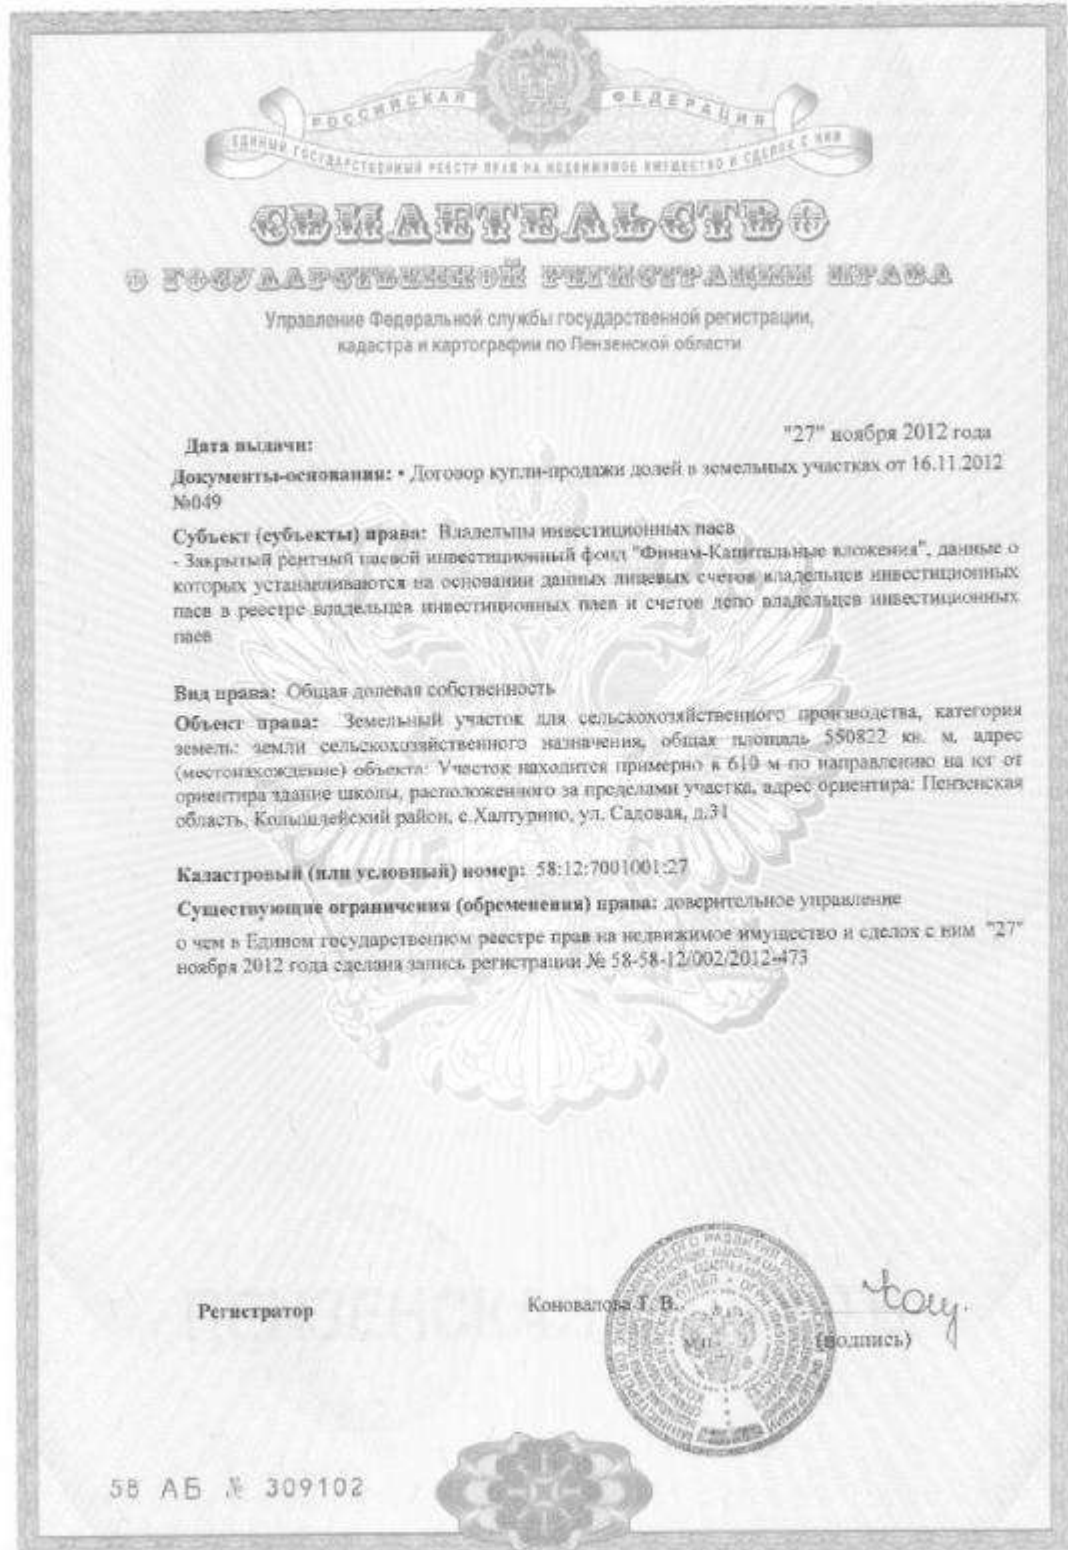 РОССИЙСКАЯ ФЕДЕРАЦИЯ
ЕДИНЫЙ ГОСУДАРСТВЕННЫЙ РЕЕСТР ПРАВ НА НЕДВИЖИМОЕ ИМУЩЕСТВО И СДЕЛОК С НИМ
СВИДЕТЕЛЬСТВО
О ГОСУДАРСТВЕННОЙ РЕГИСТРАЦИИ ПРАВА
Управление Федеральной службы государственной регистрации,
кадастра и картографии по Пензенской области
Дата выдачи: "27" ноября 2012 года
Документы-основания: • Договор купли-продажи долей в земельных участках от 16.11.2012
№049
Субъект (субъекты) права: Владельцы инвестиционных паев
- Закрытый рентный паевой инвестиционный фонд "Финам-Капитальные вложения", данные о
которых устанавливаются на основании данных лицевых счетов владельцев инвестиционных
паев в реестре владельцев инвестиционных паев и счетов депо владельцев инвестиционных
паев
Вид права: Общая долевая собственность
Объект права: Земельный участок для сельскохозяйственного производства, категория
земель: земли сельскохозяйственного назначения, общая площадь 550822 кв. м, адрес
(местонахождение) объекта: Участок находится примерно в 610 м по направлению на юг от
ориентира здание школы, расположенного за пределами участка, адрес ориентира: Пензенская
область, Колышлейский район, с.Халтурино, ул. Садовая, д.31
Кадастровый (или условный) номер: 58:12:7001001:27
Существующие ограничения (обременения) права: доверительное управление
о чем в Едином государственном реестре прав на недвижимое имущество и сделок с ним "27"
ноября 2012 года сделана запись регистрации № 58-58-12/002/2012-473
Регистратор Коновалова Т. В.
м.п.
(подпись)
58 АБ № 309102